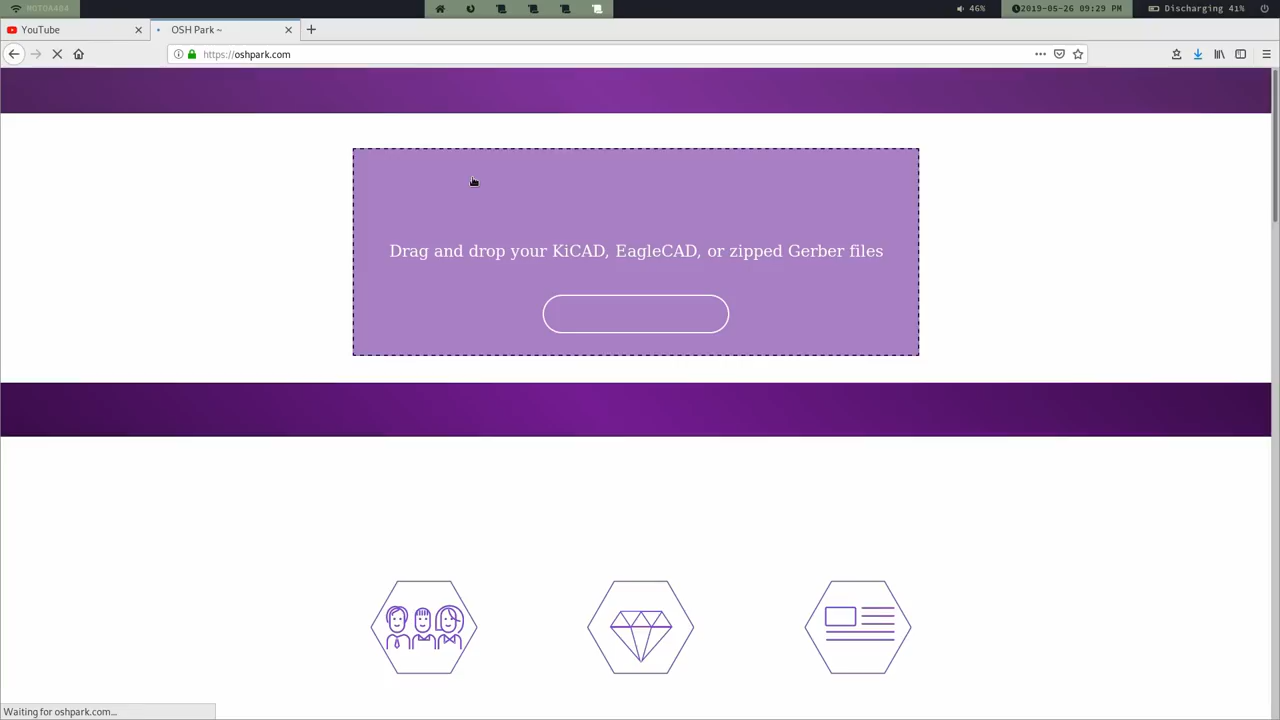 MOTOAA84
46%
2019-05-26 09:29 PM
Discharging 41%
YouTube
OSH Park ~
https://oshpark.com
Drag and drop your KiCAD, EagleCAD, or zipped Gerber files
Waiting for oshpark.com...